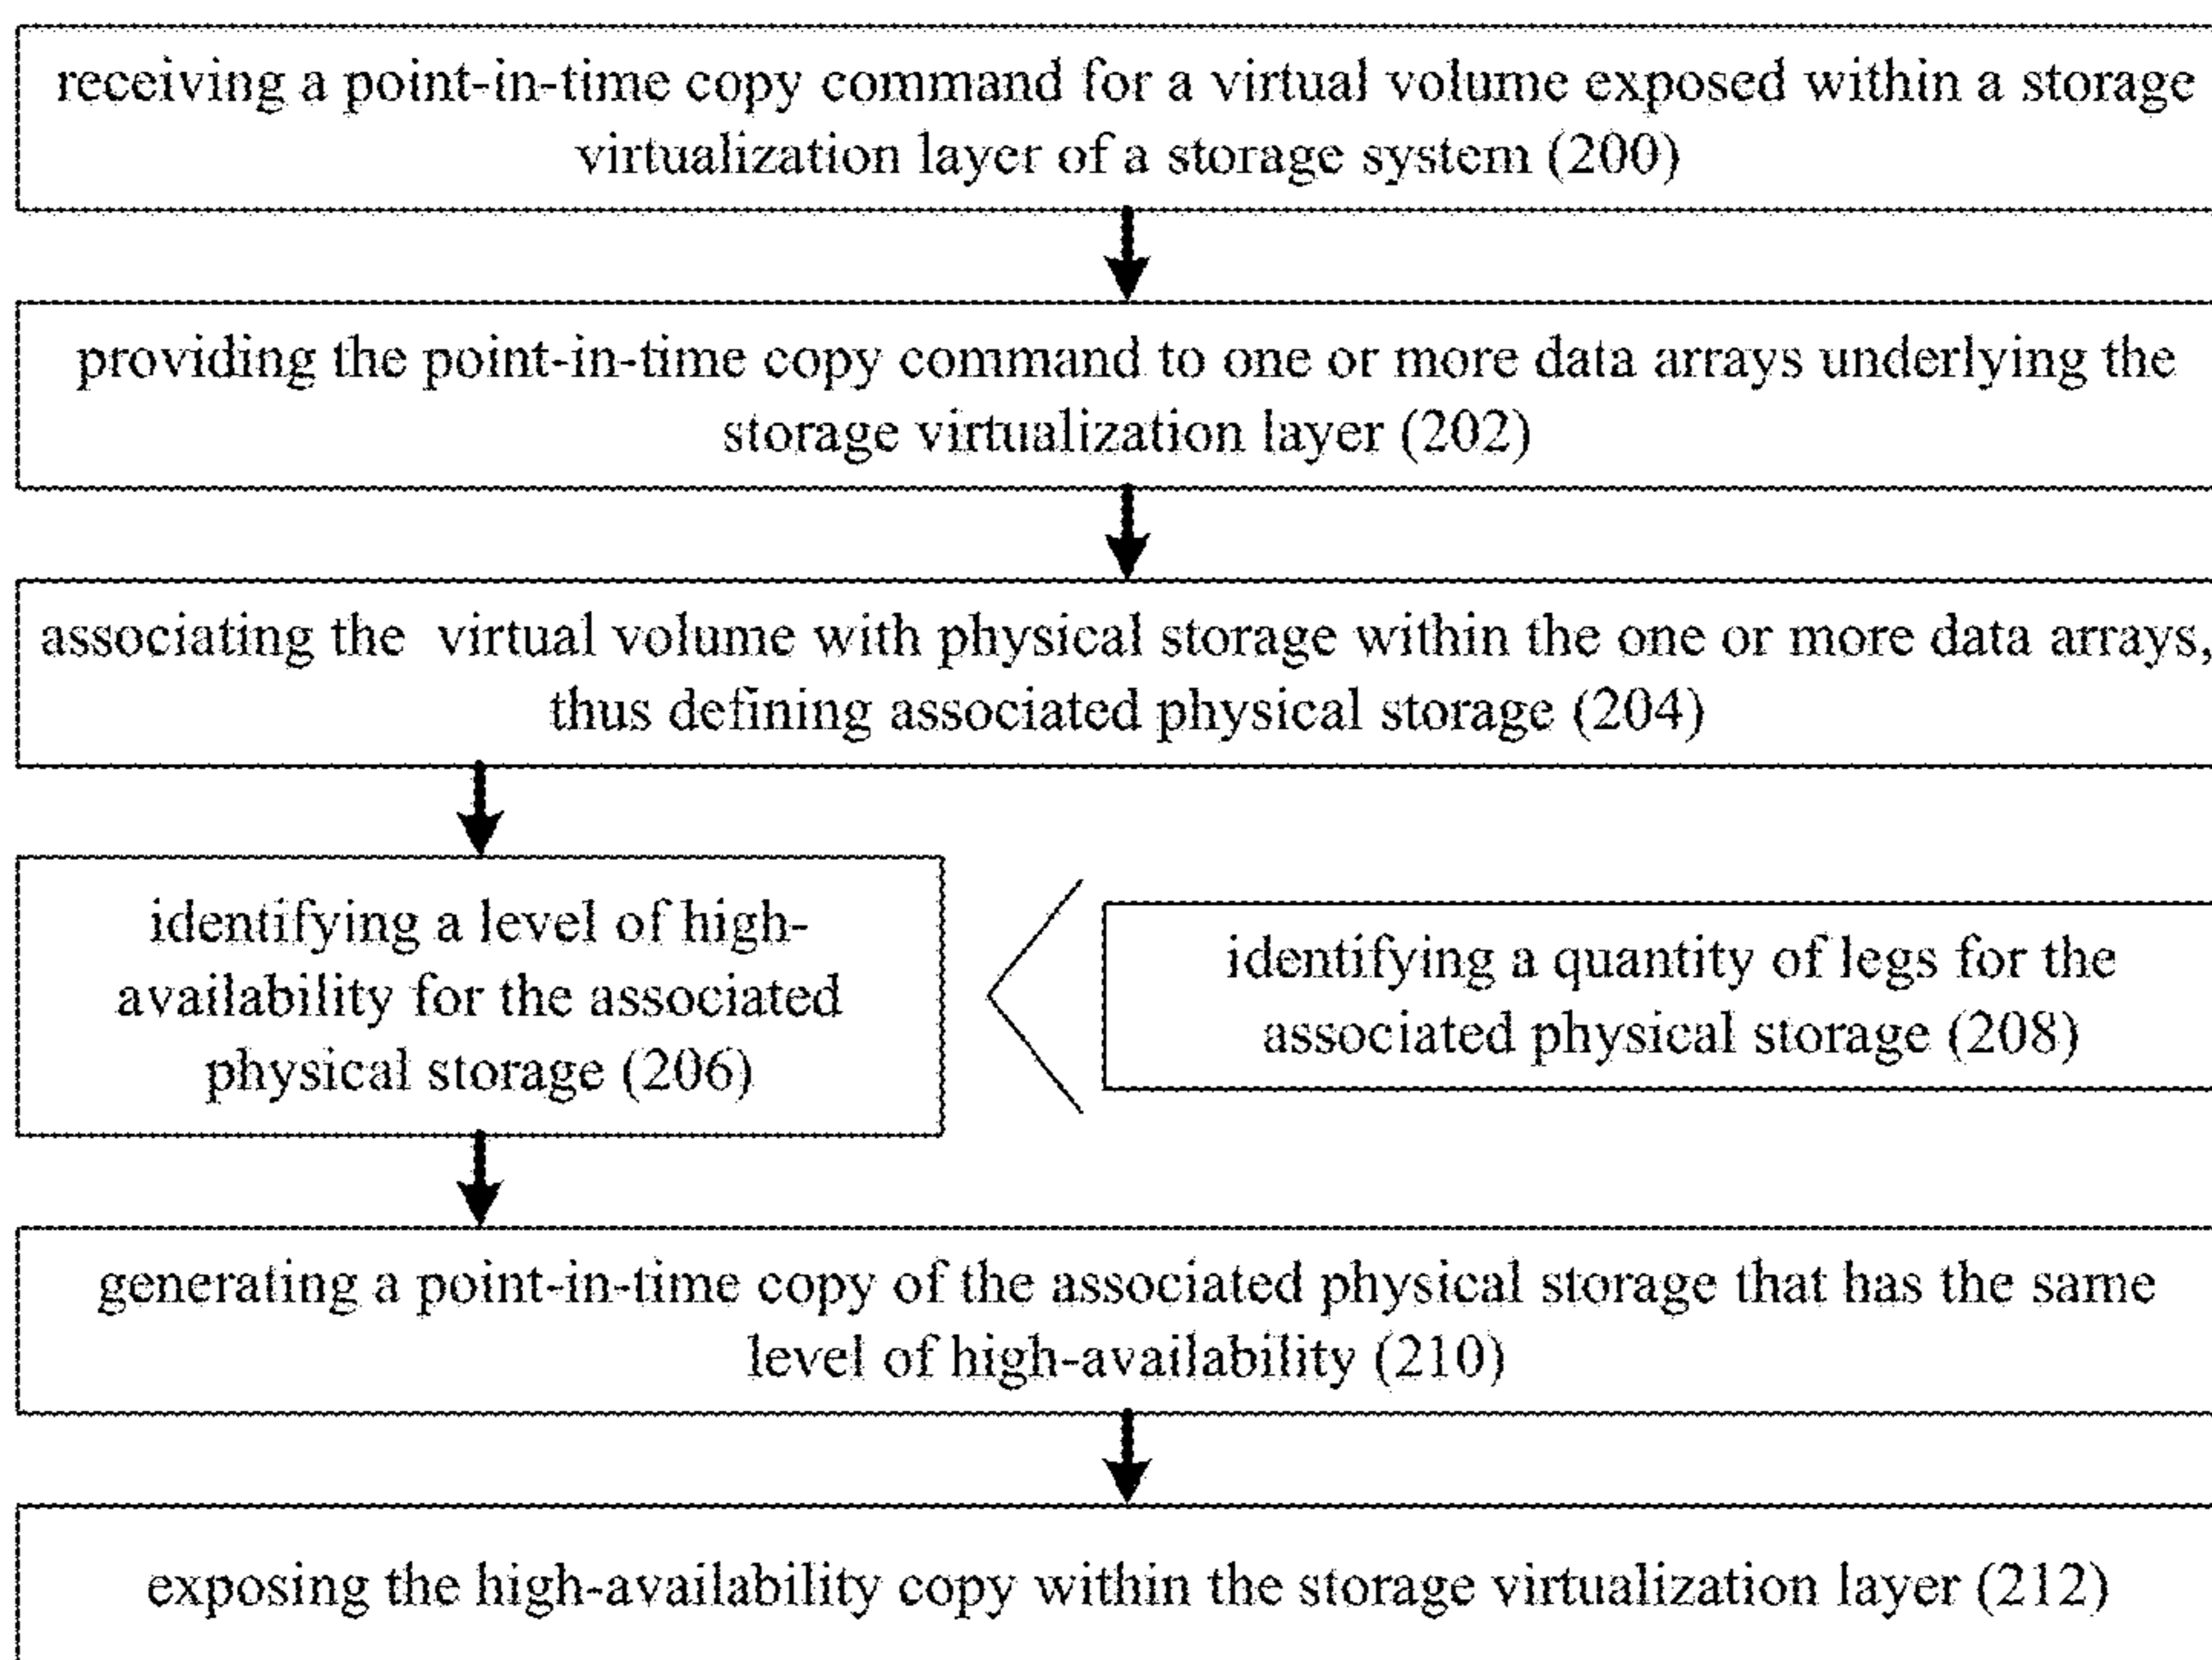 receiving a point-in-time copy command for a virtual volume exposed within a storage
virtualization layer of a storage system (200)
providing the point-in-time copy command to one or more data arrays underlying the
storage virtualization layer (202)
associating the virtual volume with physical storage within the one or more data arrays,
thus defining associated physical storage (204)
identifying a level of high-
availability for the associated
physical storage (206)
identifying a quantity of legs for the
associated physical storage (208)
generating a point-in-time copy of the associated physical storage that has the same
level of high-availability (210)
exposing the high-availability copy within the storage virtualization layer (212)